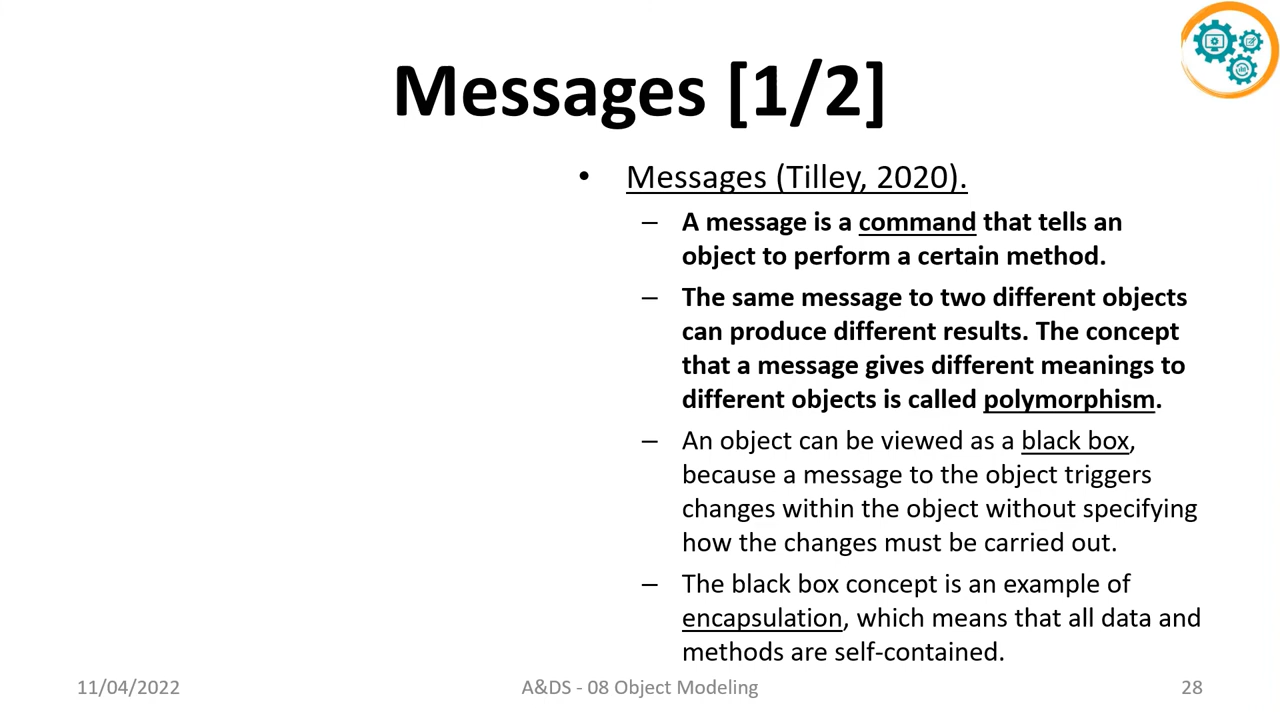 Messages [1/2]
• Messages (Tilley, 2020).
– A message is a command that tells an
object to perform a certain method.
– The same message to two different objects
can produce different results. The concept
that a message gives different meanings to
different objects is called polymorphism.
– An object can be viewed as a black box,
because a message to the object triggers
changes within the object without specifying
how the changes must be carried out.
– The black box concept is an example of
encapsulation, which means that all data and
methods are self-contained.
11/04/2022
A&DS - 08 Object Modeling
28